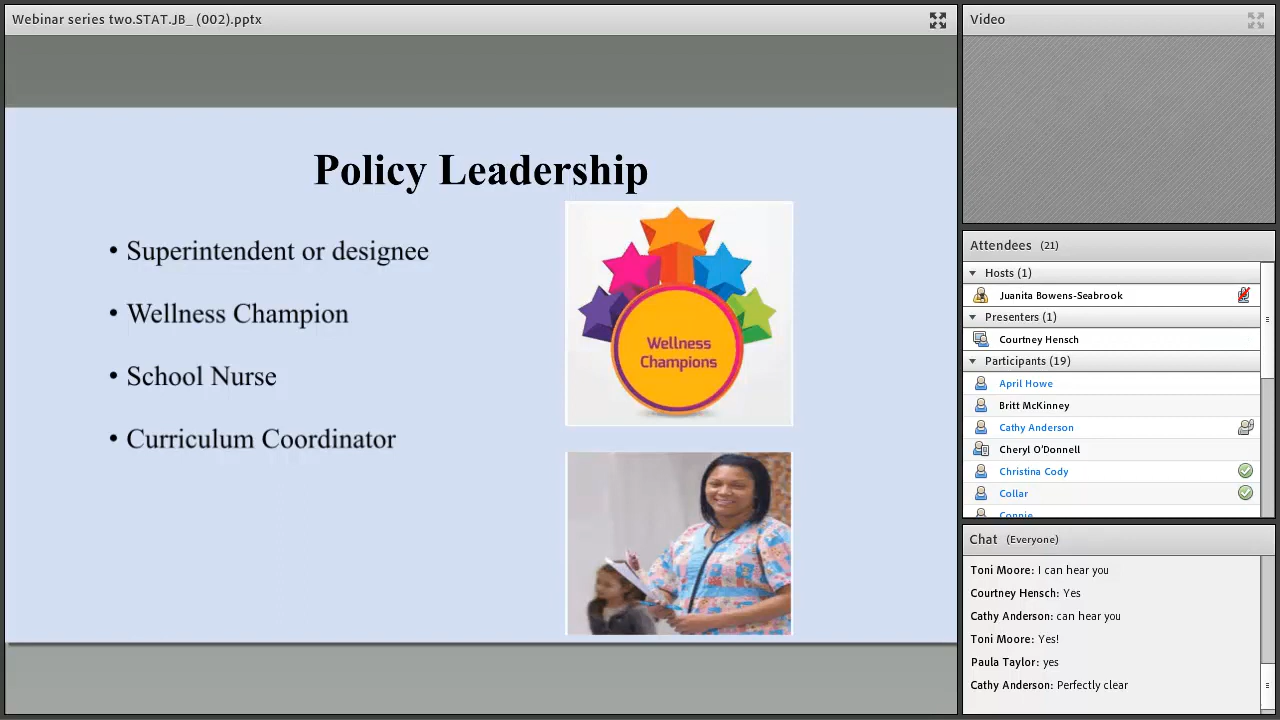 Webinar series two.STAT.JB_ (002).pptx
Policy Leadership
• Superintendent or designee
• Wellness Champion
• School Nurse
• Curriculum Coordinator
Wellness
Champions
Video
Attendees (21)
Hosts (1)
Juanita Bowens-Seabrook
Presenters (1)
Courtney Hensch
Participants (19)
April Howe
Britt McKinney
Cathy Anderson
Cheryl O'Donnell
Christina Cody
Collar
Connie
Chat (Everyone)
Toni Moore: I can hear you
Courtney Hensch: Yes
Cathy Anderson: can hear you
Toni Moore: Yes!
Paula Taylor: yes
Cathy Anderson: Perfectly clear